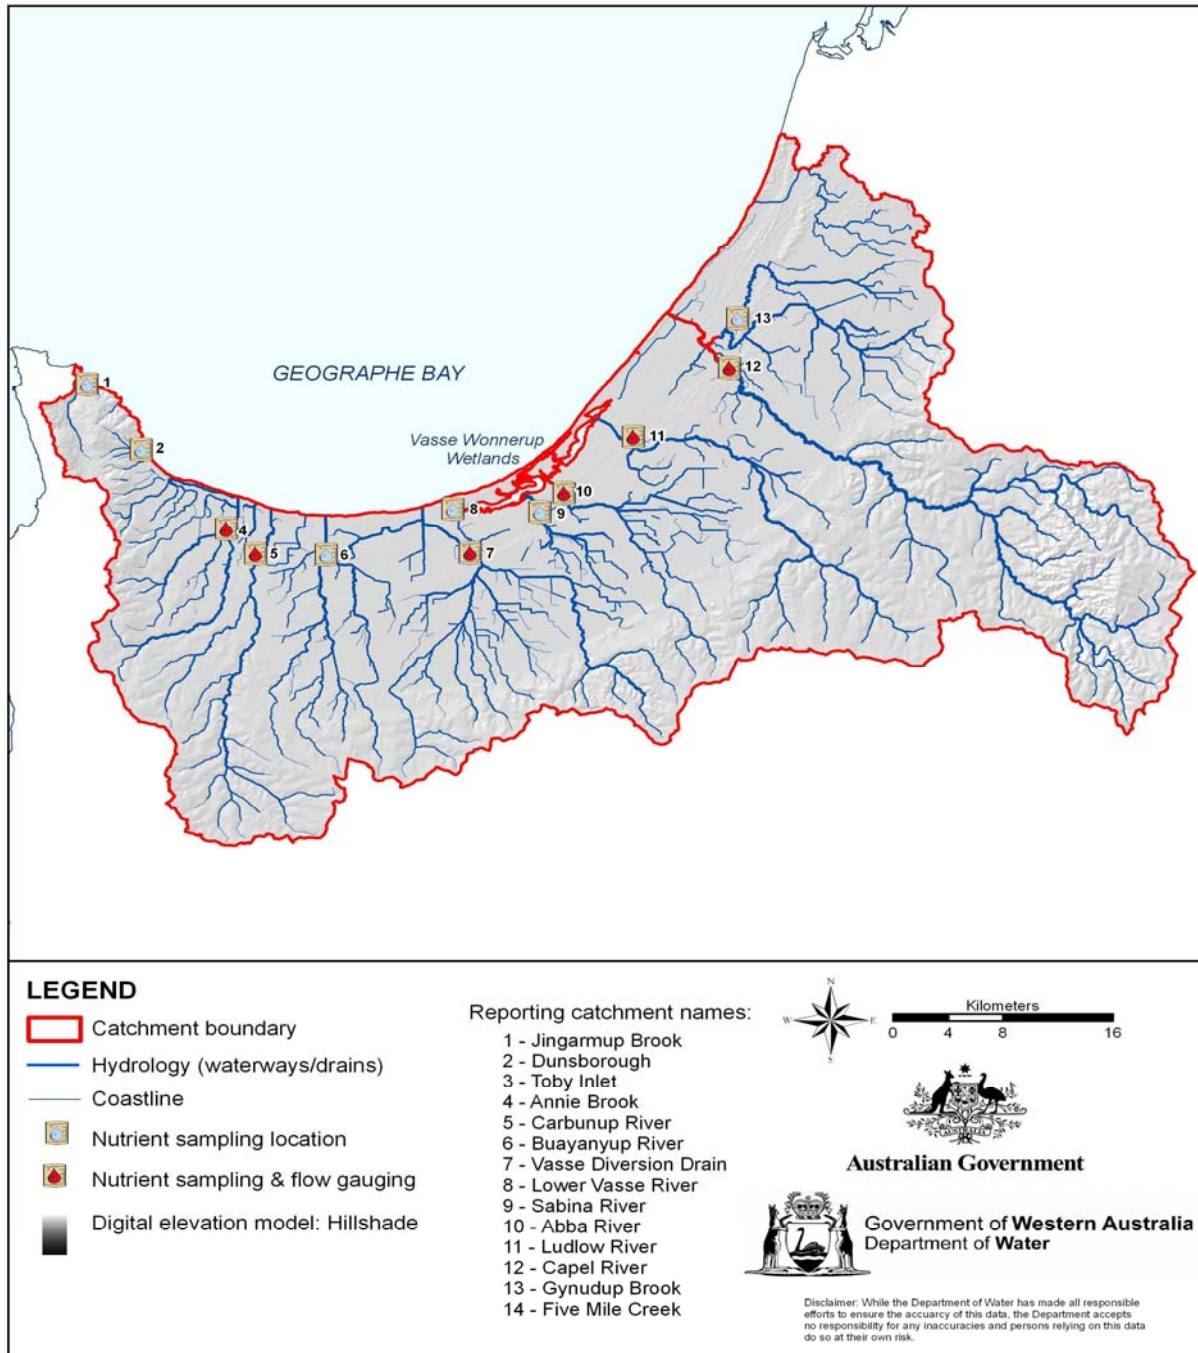 13
12
1
GEOGRAPHE BAY
2
Vasse Wonnerup
Wetlands
11
10
8
9
4
5
6
7
LEGEND
Catchment boundary
Hydrology (waterways/drains)
Coastline
Nutrient sampling location
Nutrient sampling & flow gauging
Digital elevation model: Hillshade
Reporting catchment names:
1 - Jingarmup Brook
2 - Dunsborough
3 - Toby Inlet
4 - Annie Brook
5 - Carbunup River
6 - Buayanyup River
7 - Vasse Diversion Drain
8 - Lower Vasse River
9 - Sabina River
10 - Abba River
11 - Ludlow River
12 - Capel River
13 - Gynudup Brook
14 - Five Mile Creek
N
W
E
S
Kilometers
0 4 8 16
AUSTRALIA
Australian Government
Government of Western Australia
Department of Water
Disclaimer: While the Department of Water has made all responsible
efforts to ensure the accuarcy of this data, the Department accepts
no responsibility for any inaccuracies and persons relying on this data
do so at their own risk.